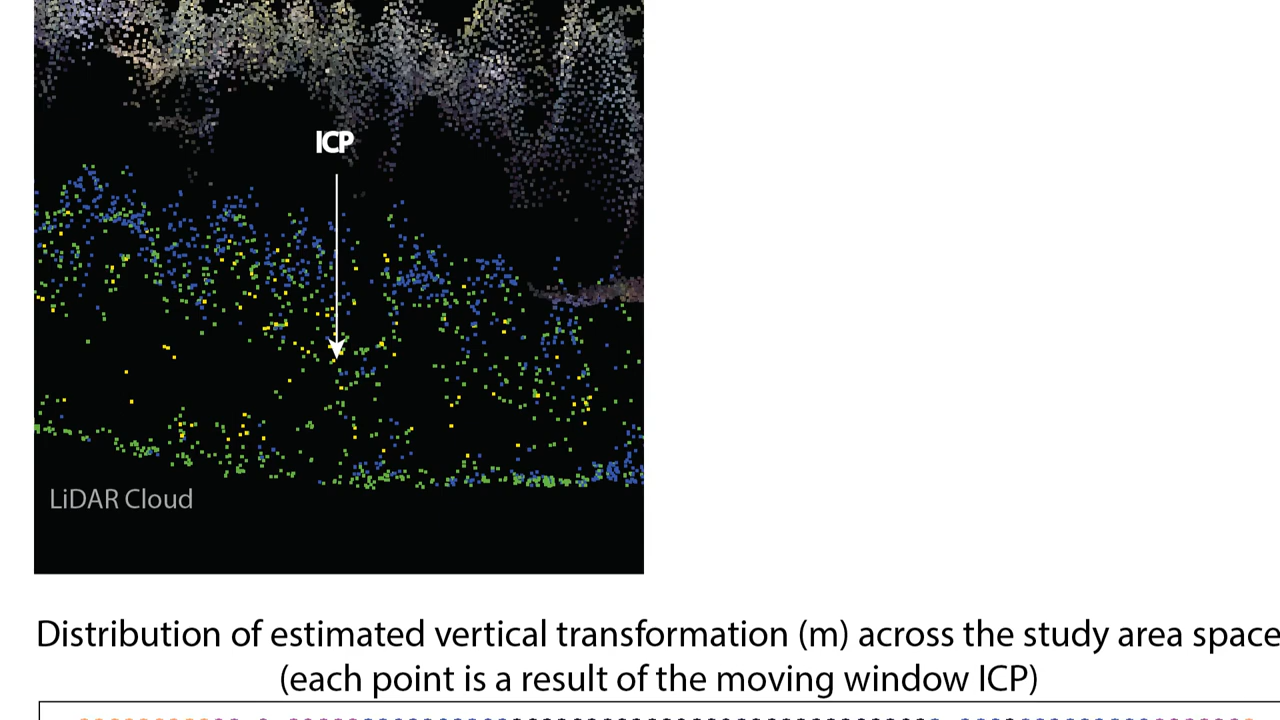 ICP
LiDAR Cloud
Distribution of estimated vertical transformation (m) across the study area space
(each point is a result of the moving window ICP)